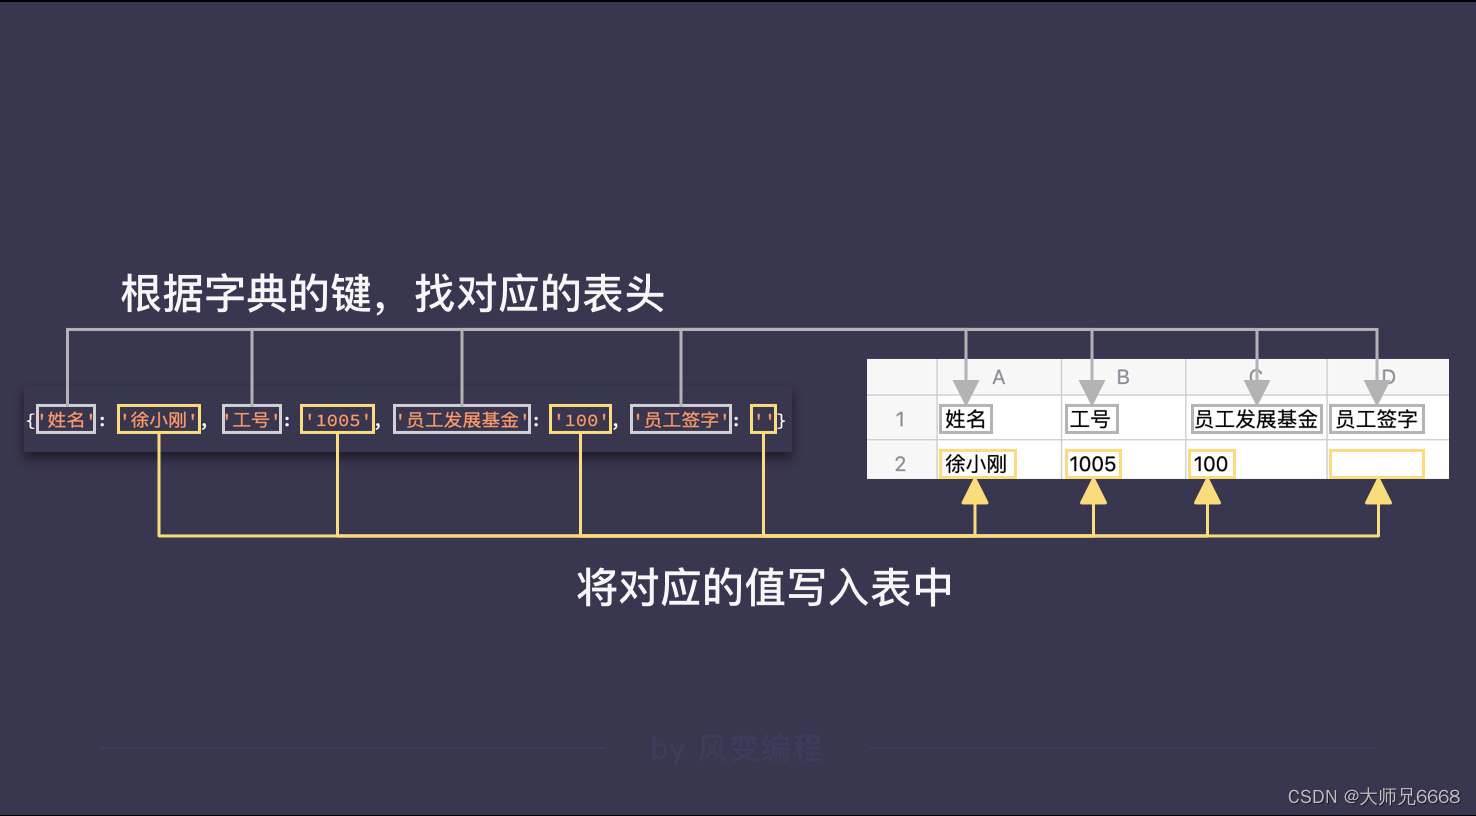 根据字典的键，找对应的表头
{'姓名': '徐小刚', '工号': '1005', '员工发展基金': '100', '员工签字': ''}
A B C D
1 姓名 工号 员工发展基金 员工签字
2 徐小刚 1005 100
将对应的值写入表中
by 风变编程
CSDN @大师兄6668